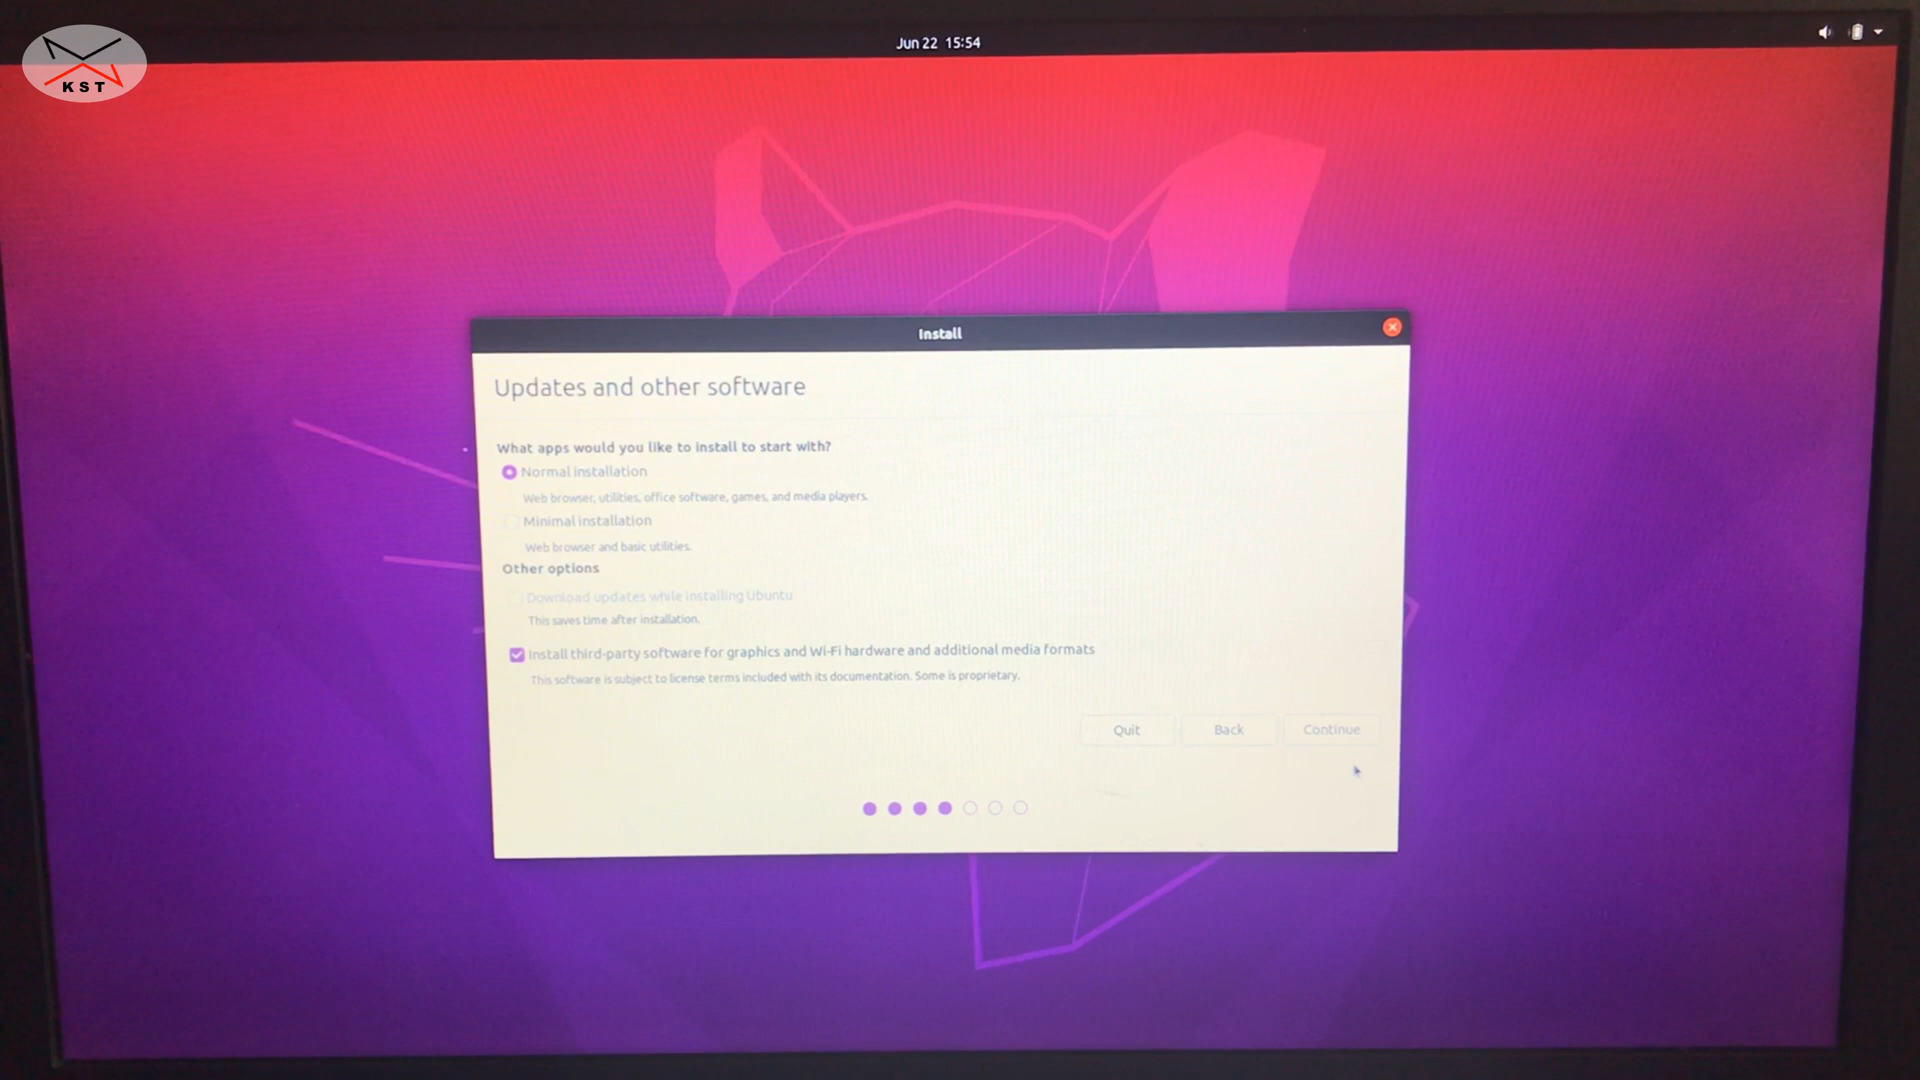 KST
Jun 22 15:54
Install
Updates and other software
What apps would you like to install to start with?
Normal installation
Web browser, utilities, office software, games, and media players.
Minimal installation
Web browser and basic utilities.
Other options
Download updates while installing Ubuntu
This saves time after installation.
Install third-party software for graphics and Wi-Fi hardware and additional media formats
This software is subject to license terms included with its documentation. Some is proprietary.
Quit Back Continue